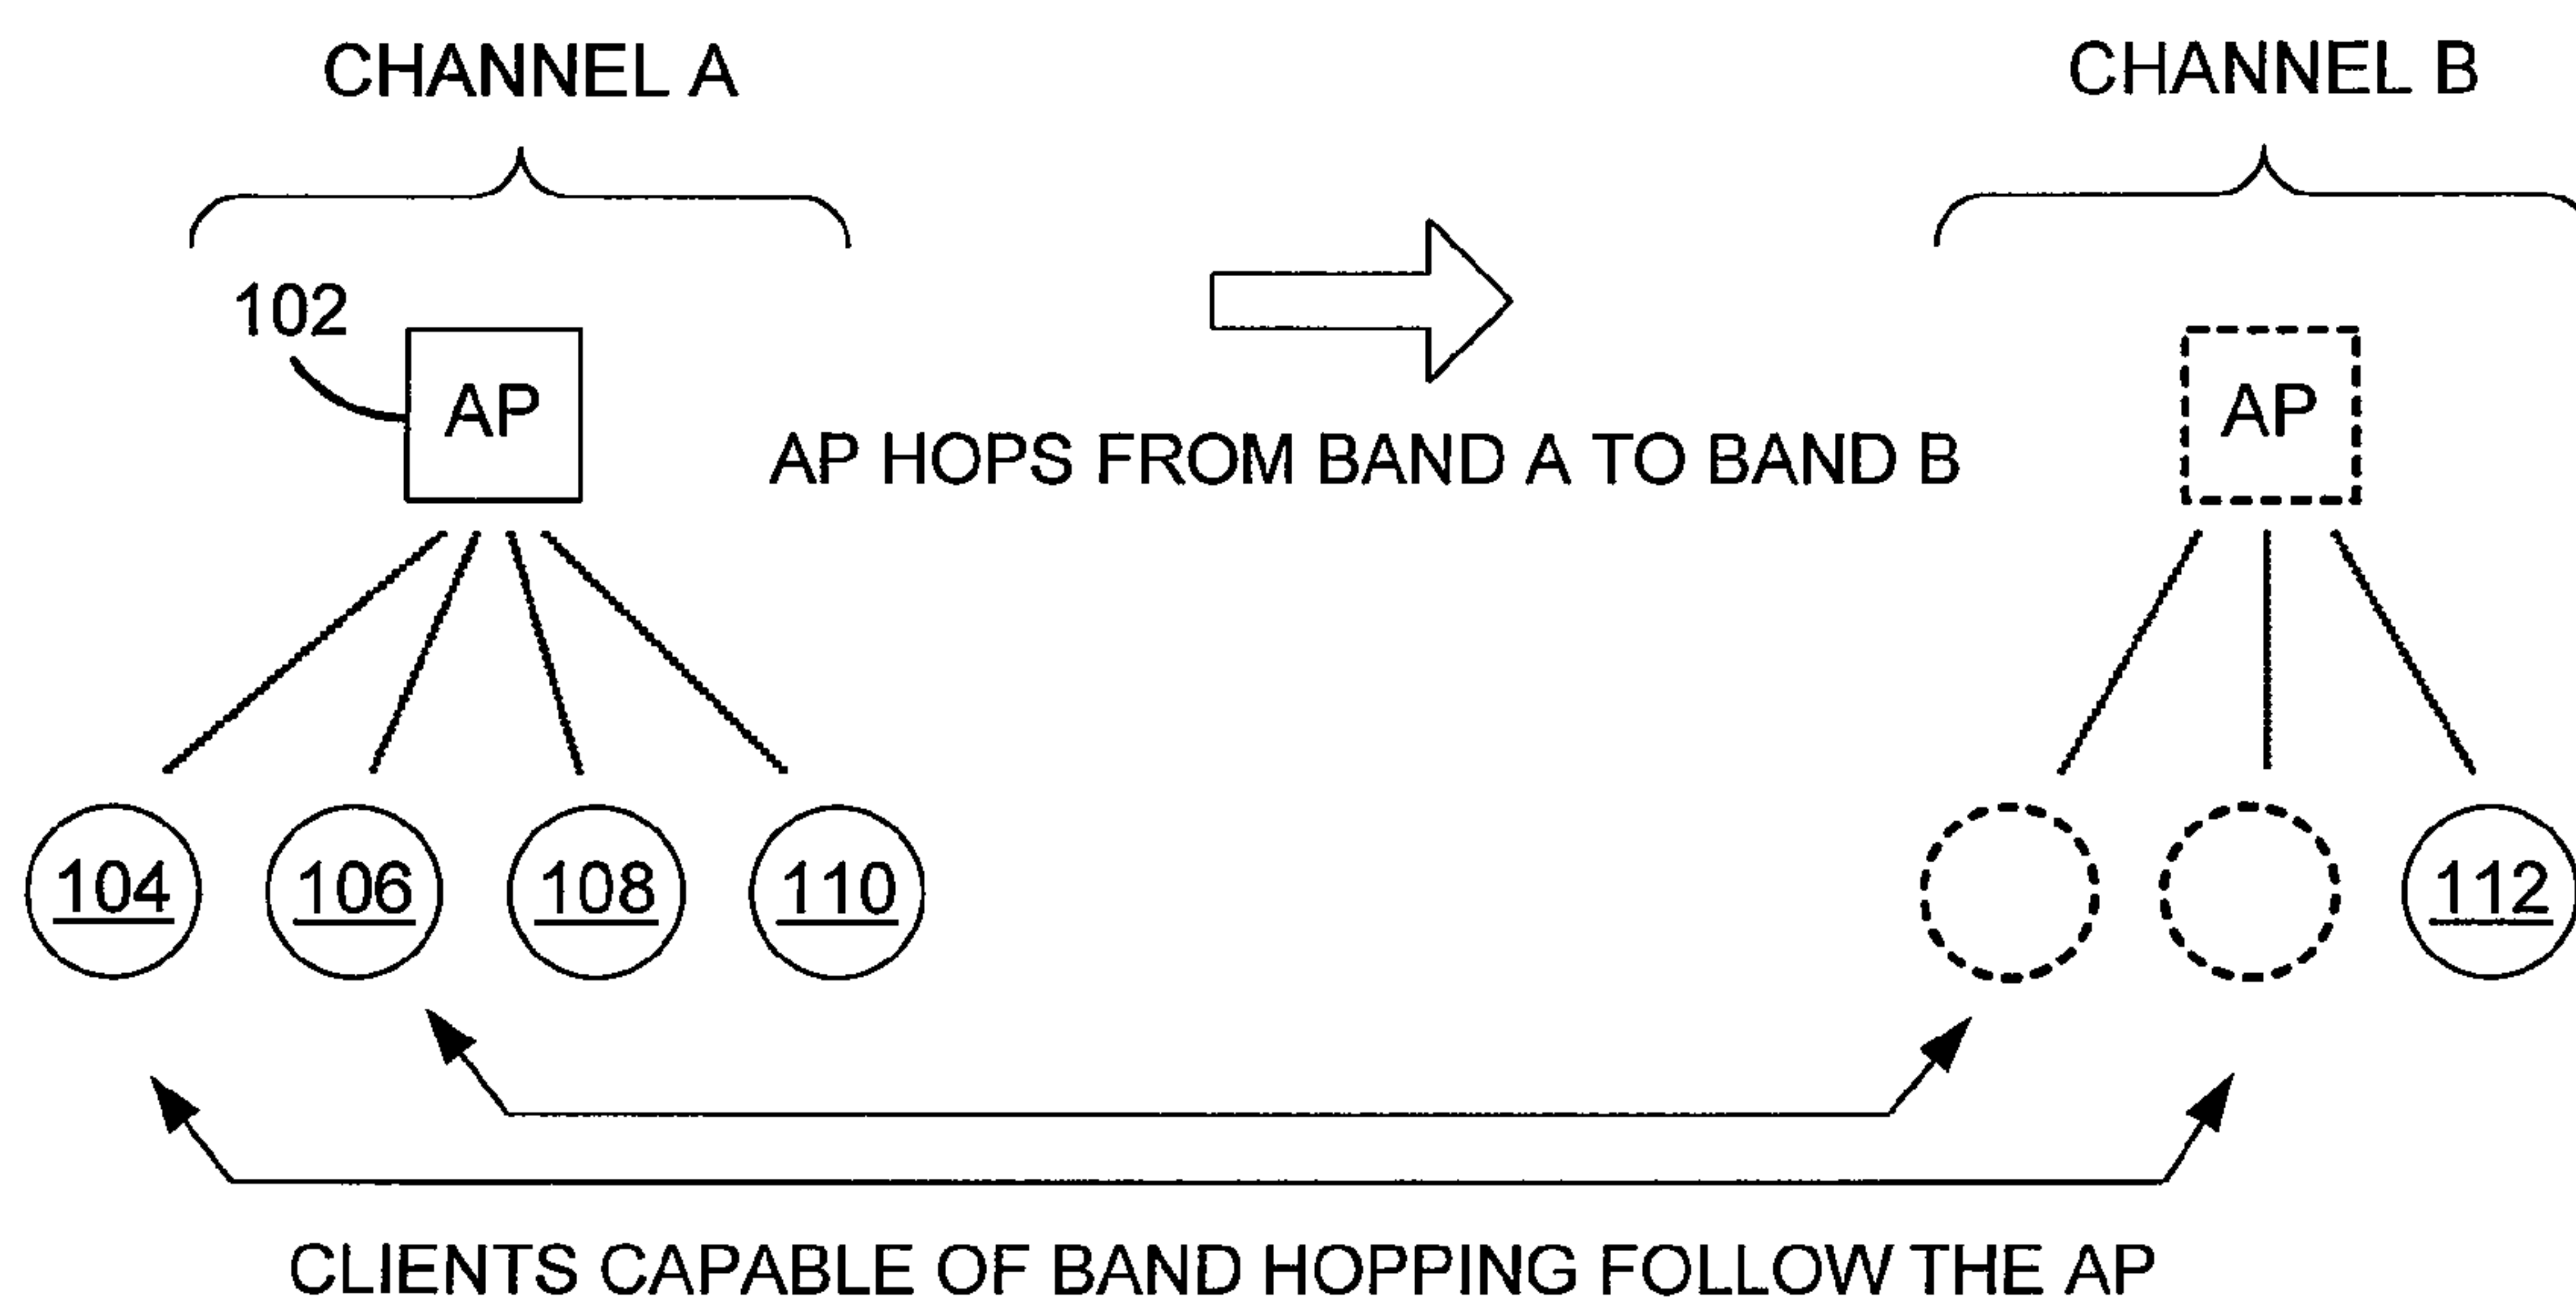 CHANNEL A
CHANNEL B
102
AP
AP HOPS FROM BAND A TO BAND B
AP
104
106
108
110
112
CLIENTS CAPABLE OF BAND HOPPING FOLLOW THE AP